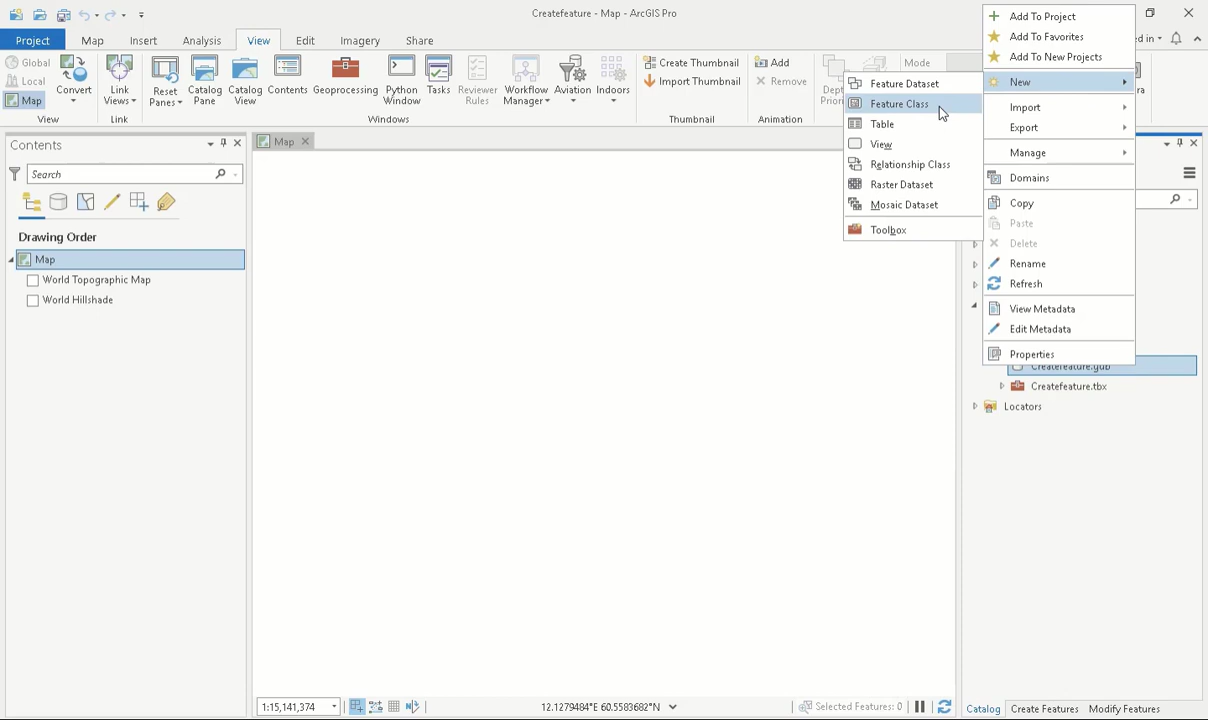 Createfeature - Map - ArcGIS Pro
Project Map Insert Analysis View Edit Imagery Share
Global
Local
Map
Convert
Link Views
Reset Panes
Catalog Pane
Catalog View
Contents
Geoprocessing
Python Window
Tasks
Reviewer Rules
Workflow Manager
Aviation
Indoors
Create Thumbnail
Import Thumbnail
Add
Remove
Mode
View Link Windows Thumbnail Animation
Contents
Search
Drawing Order
Map
World Topographic Map
World Hillshade
Map
Feature Dataset
Feature Class
Table
View
Relationship Class
Raster Dataset
Mosaic Dataset
Toolbox
Add To Project
Add To Favorites
Add To New Projects
New
Import
Export
Manage
Domains
Copy
Paste
Delete
Rename
Refresh
View Metadata
Edit Metadata
Properties
Createfeature.gdb
Createfeature.tbx
Locators
1:15,141,374
12.1279484°E 60.5583682°N
Selected Features: 0
Catalog Create Features Modify Features